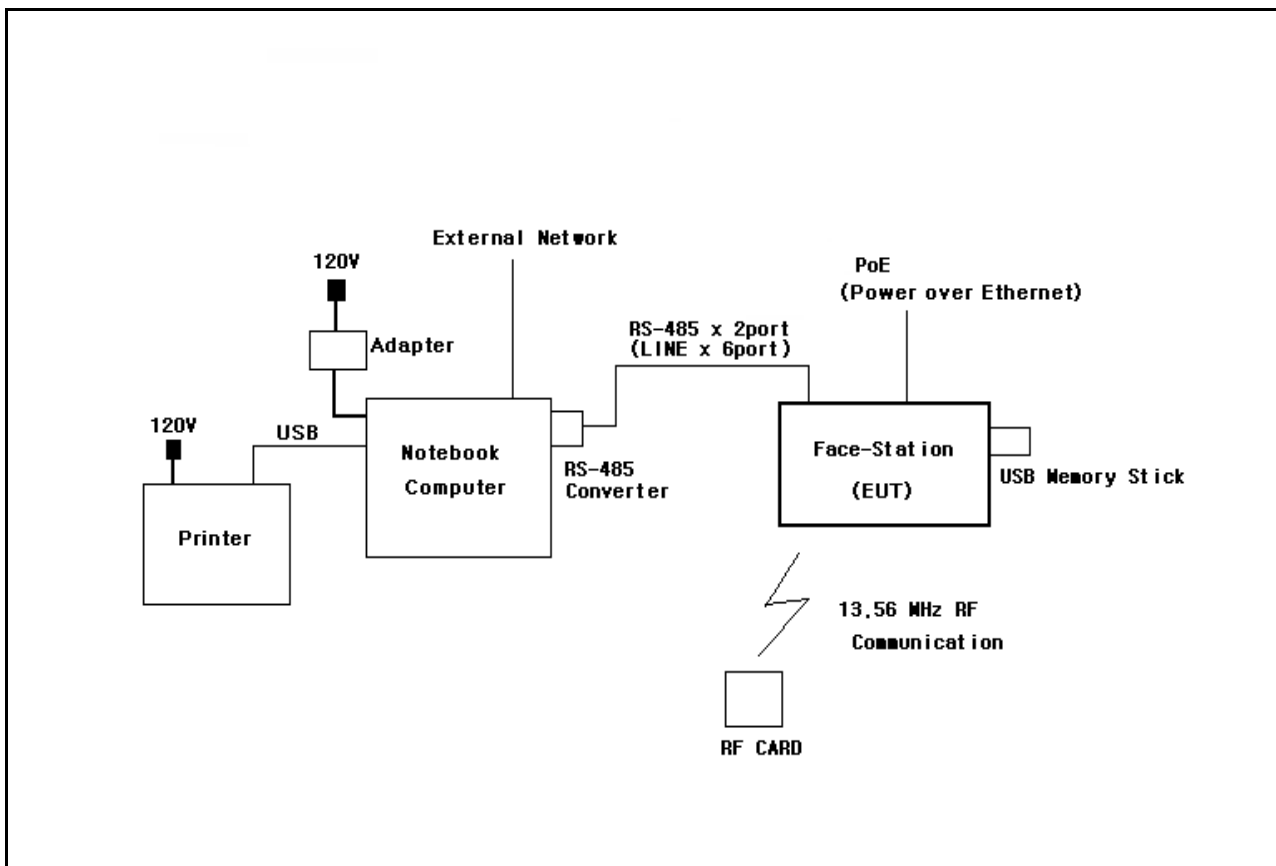 External Network
120V
PoE
(Power over Ethernet)
RS-485 x 2port
(LINE x 6port)
Adapter
120V
USB
Notebook
Computer
RS-485
Converter
Face-Station
(EUT)
USB Memory Stick
Printer
13.56 MHz RF
Communication
RF CARD